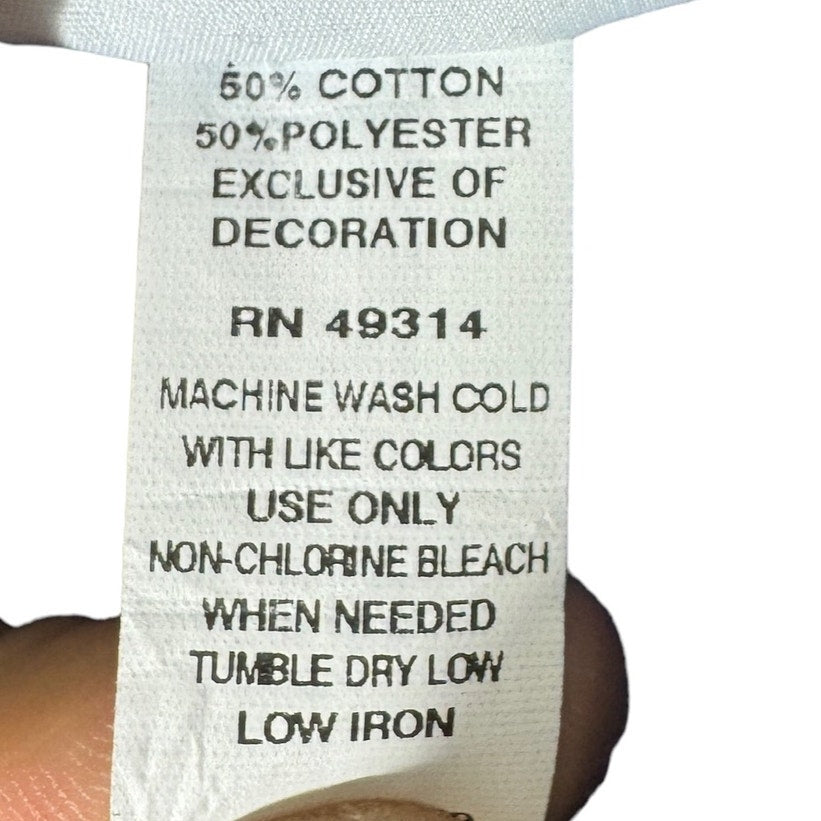 50% COTTON
50%POLYESTER
EXCLUSIVE OF
DECORATION
RN 49314
MACHINE WASH COLD
WITH LIKE COLORS
USE ONLY
NON-CHLORINE BLEACH
WHEN NEEDED
TUMBLE DRY LOW
LOW IRON